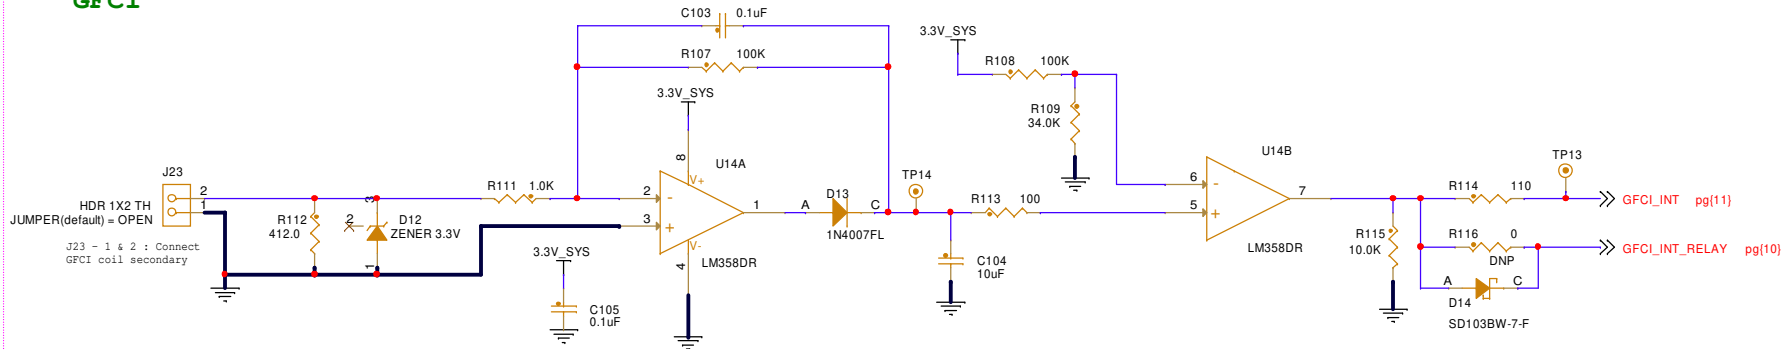 GFCI
C103 0.1uF
R107 100K
3.3V_SYS
R108 100K
3.3V_SYS
R109
34.0K
8
U14A
V+
J23
2
1
HDR 1X2 TH
JUMPER(default) = OPEN
J23 - 1 & 2 : Connect
GFCI coil secondary
R112
412.0
3
2
1
D12
ZENER 3.3V
R111 1.0K
2
-
3
+
1
V-
4
LM358DR
3.3V_SYS
C105
0.1uF
D13
A C
1N4007FL
TP14
R113 100
C104
10uF
U14B
6
-
5
+
7
LM358DR
R115
10.0K
R114 110
TP13
GFCI_INT pg{11}
R116 0
DNP
GFCI_INT_RELAY pg{10}
A C
D14
SD103BW-7-F